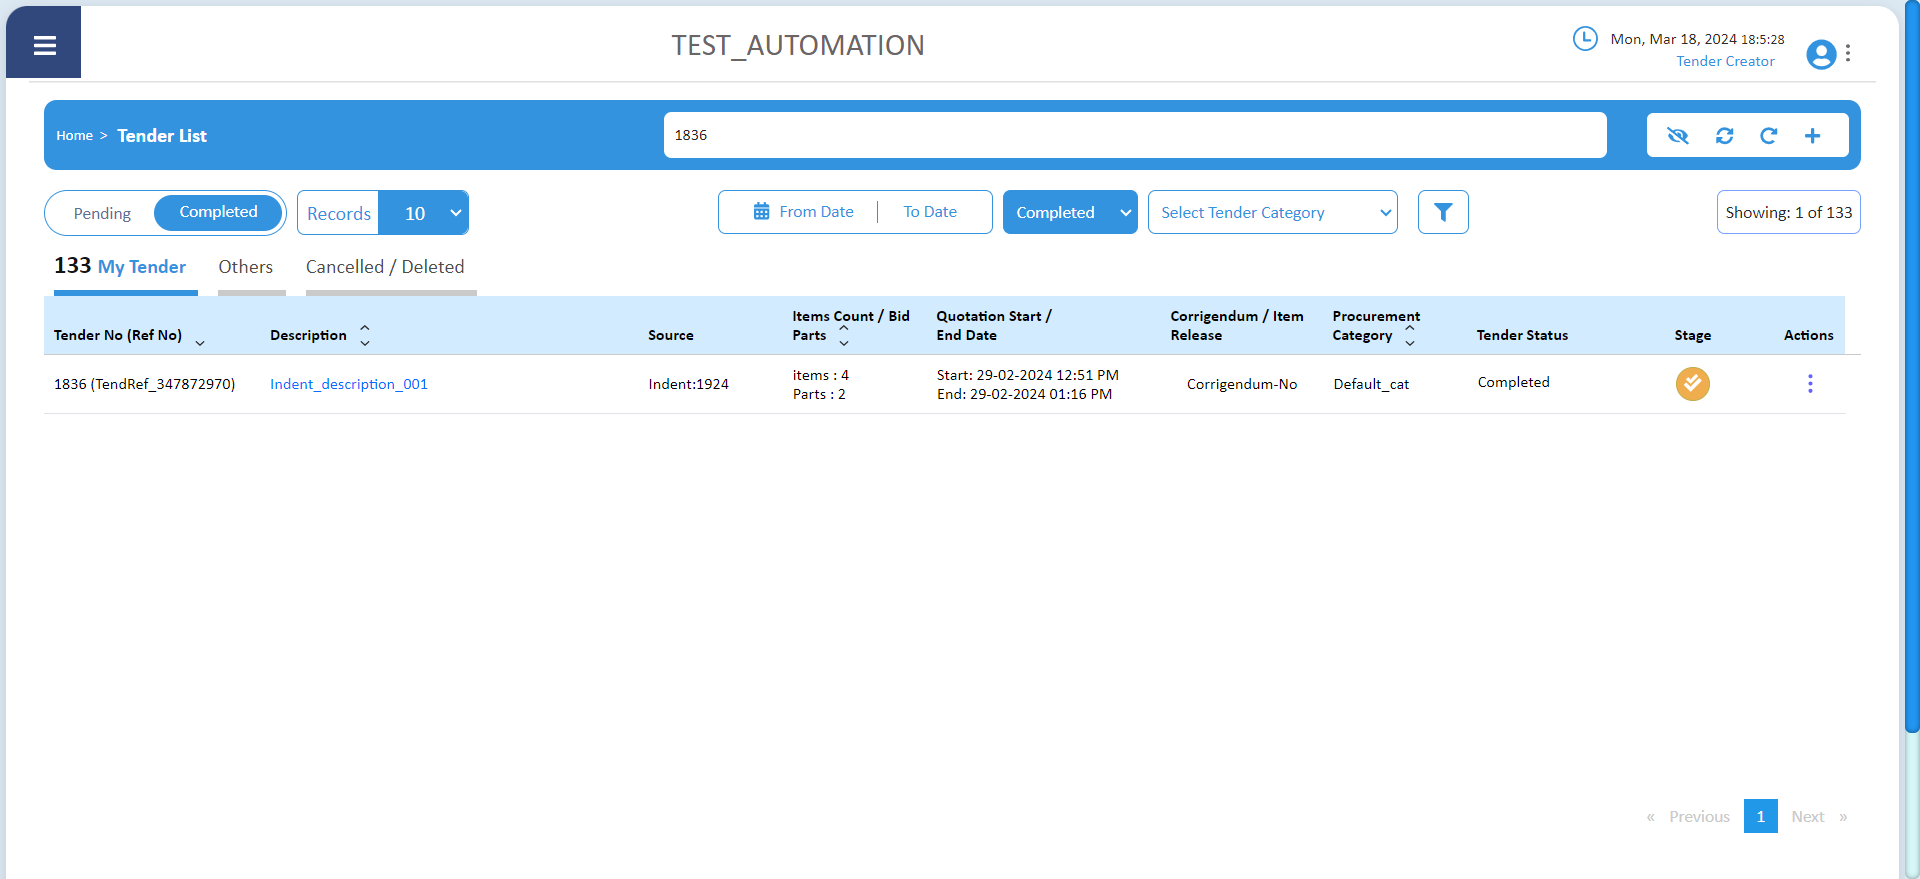 TEST_AUTOMATION
Mon, Mar 18, 2024 18:5:28
Tender Creator
Home > Tender List
1836
Pending
Completed
Records 10
From Date
To Date
Completed
Select Tender Category
Showing: 1 of 133
133 My Tender
Others
Cancelled / Deleted
Tender No (Ref No)
Description
Source
Items Count / Bid
Parts
Quotation Start /
End Date
Corrigendum / Item
Release
Procurement
Category
Tender Status
Stage
Actions
1836 (TendRef_347872970)
Indent_description_001
Indent:1924
items : 4
Parts : 2
Start: 29-02-2024 12:51 PM
End: 29-02-2024 01:16 PM
Corrigendum-No
Default_cat
Completed
« Previous 1 Next »